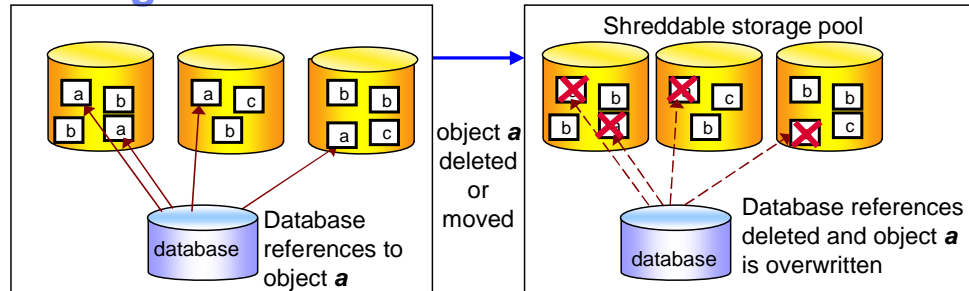 Shreddable storage pool
a
b
b
a
a
c
b
b
b
a
c
object a
deleted
or
moved
b
b
a
c
b
b
b
c
database
Database
references to
object a
database
Database references
deleted and object a
is overwritten